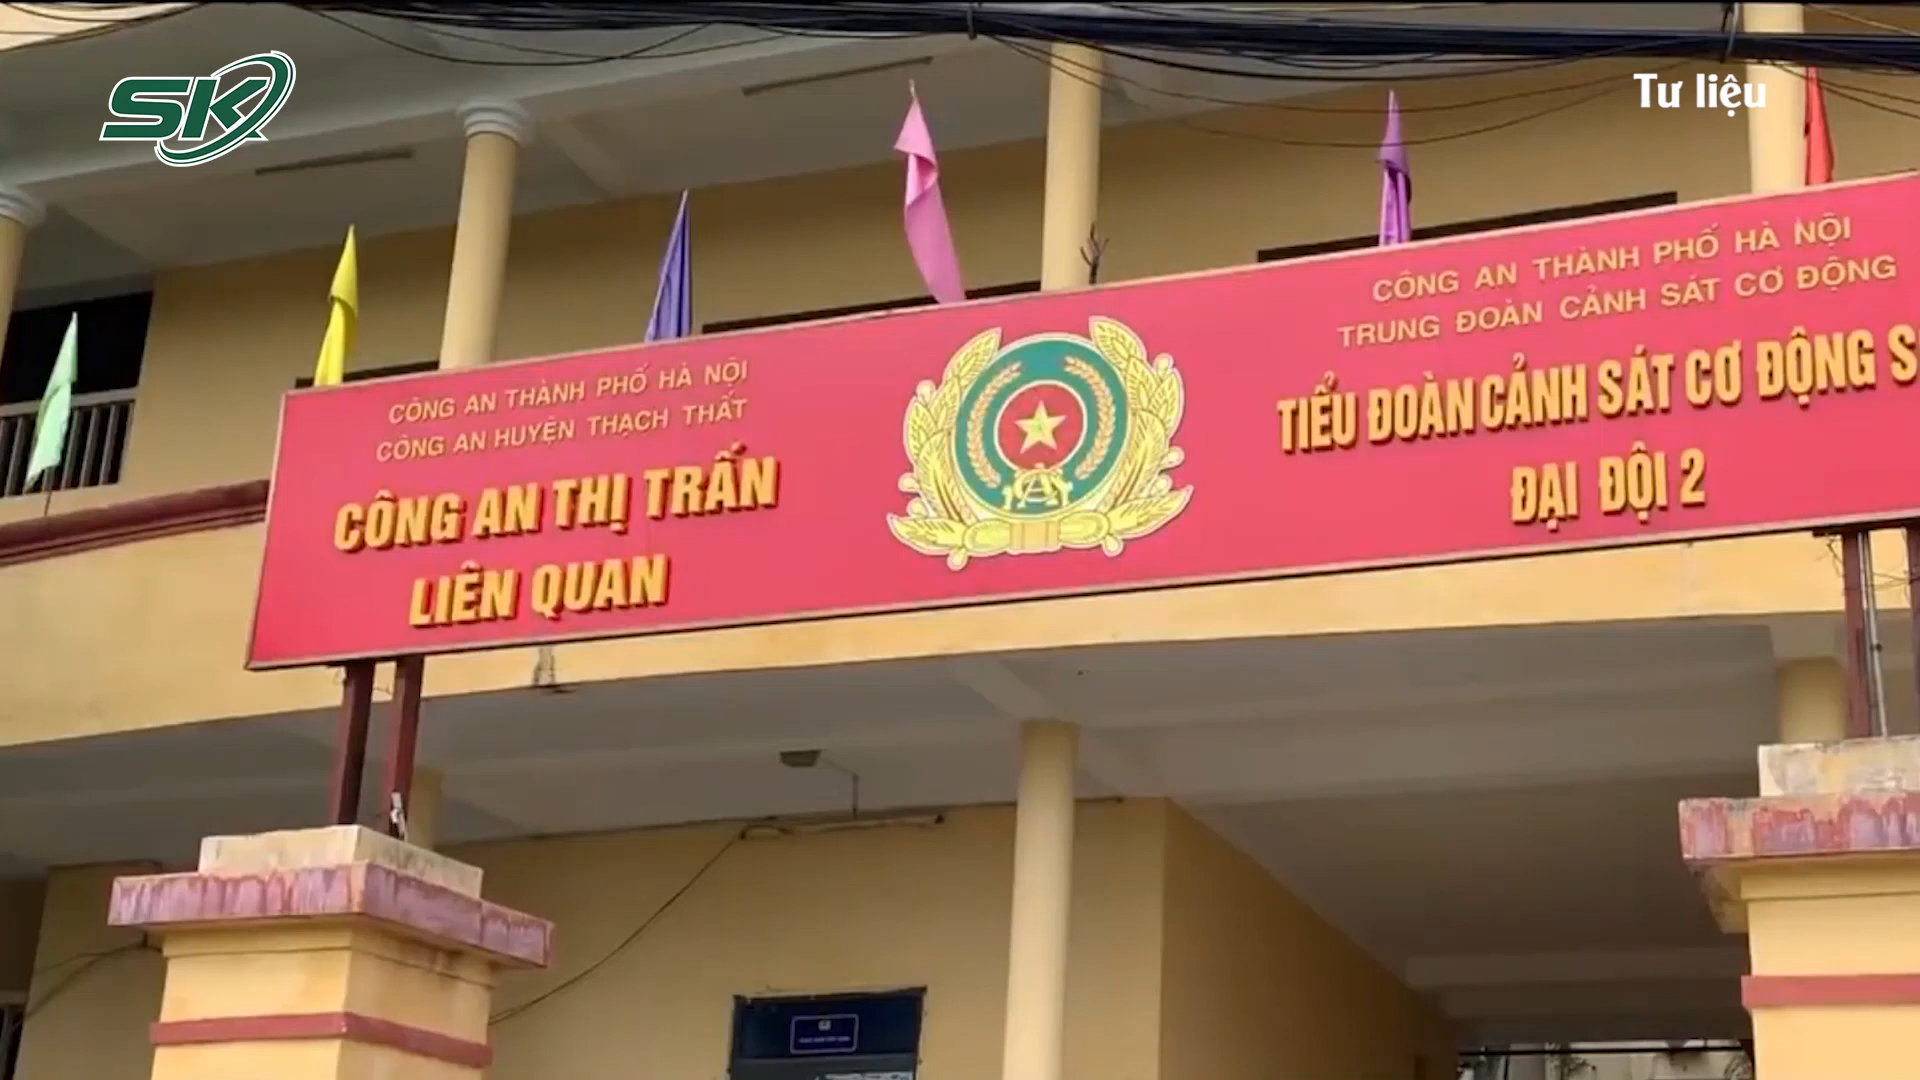 SK
Tư liệu
CÔNG AN THÀNH PHỐ HÀ NỘI
CÔNG AN HUYỆN THẠCH THẤT
CÔNG AN THỊ TRẤN
LIÊN QUAN
CÔNG AN THÀNH PHỐ HÀ NỘI
TRUNG ĐOÀN CẢNH SÁT CƠ ĐỘNG
TIỂU ĐOÀN CẢNH SÁT CƠ ĐỘNG S
ĐẠI ĐỘI 2